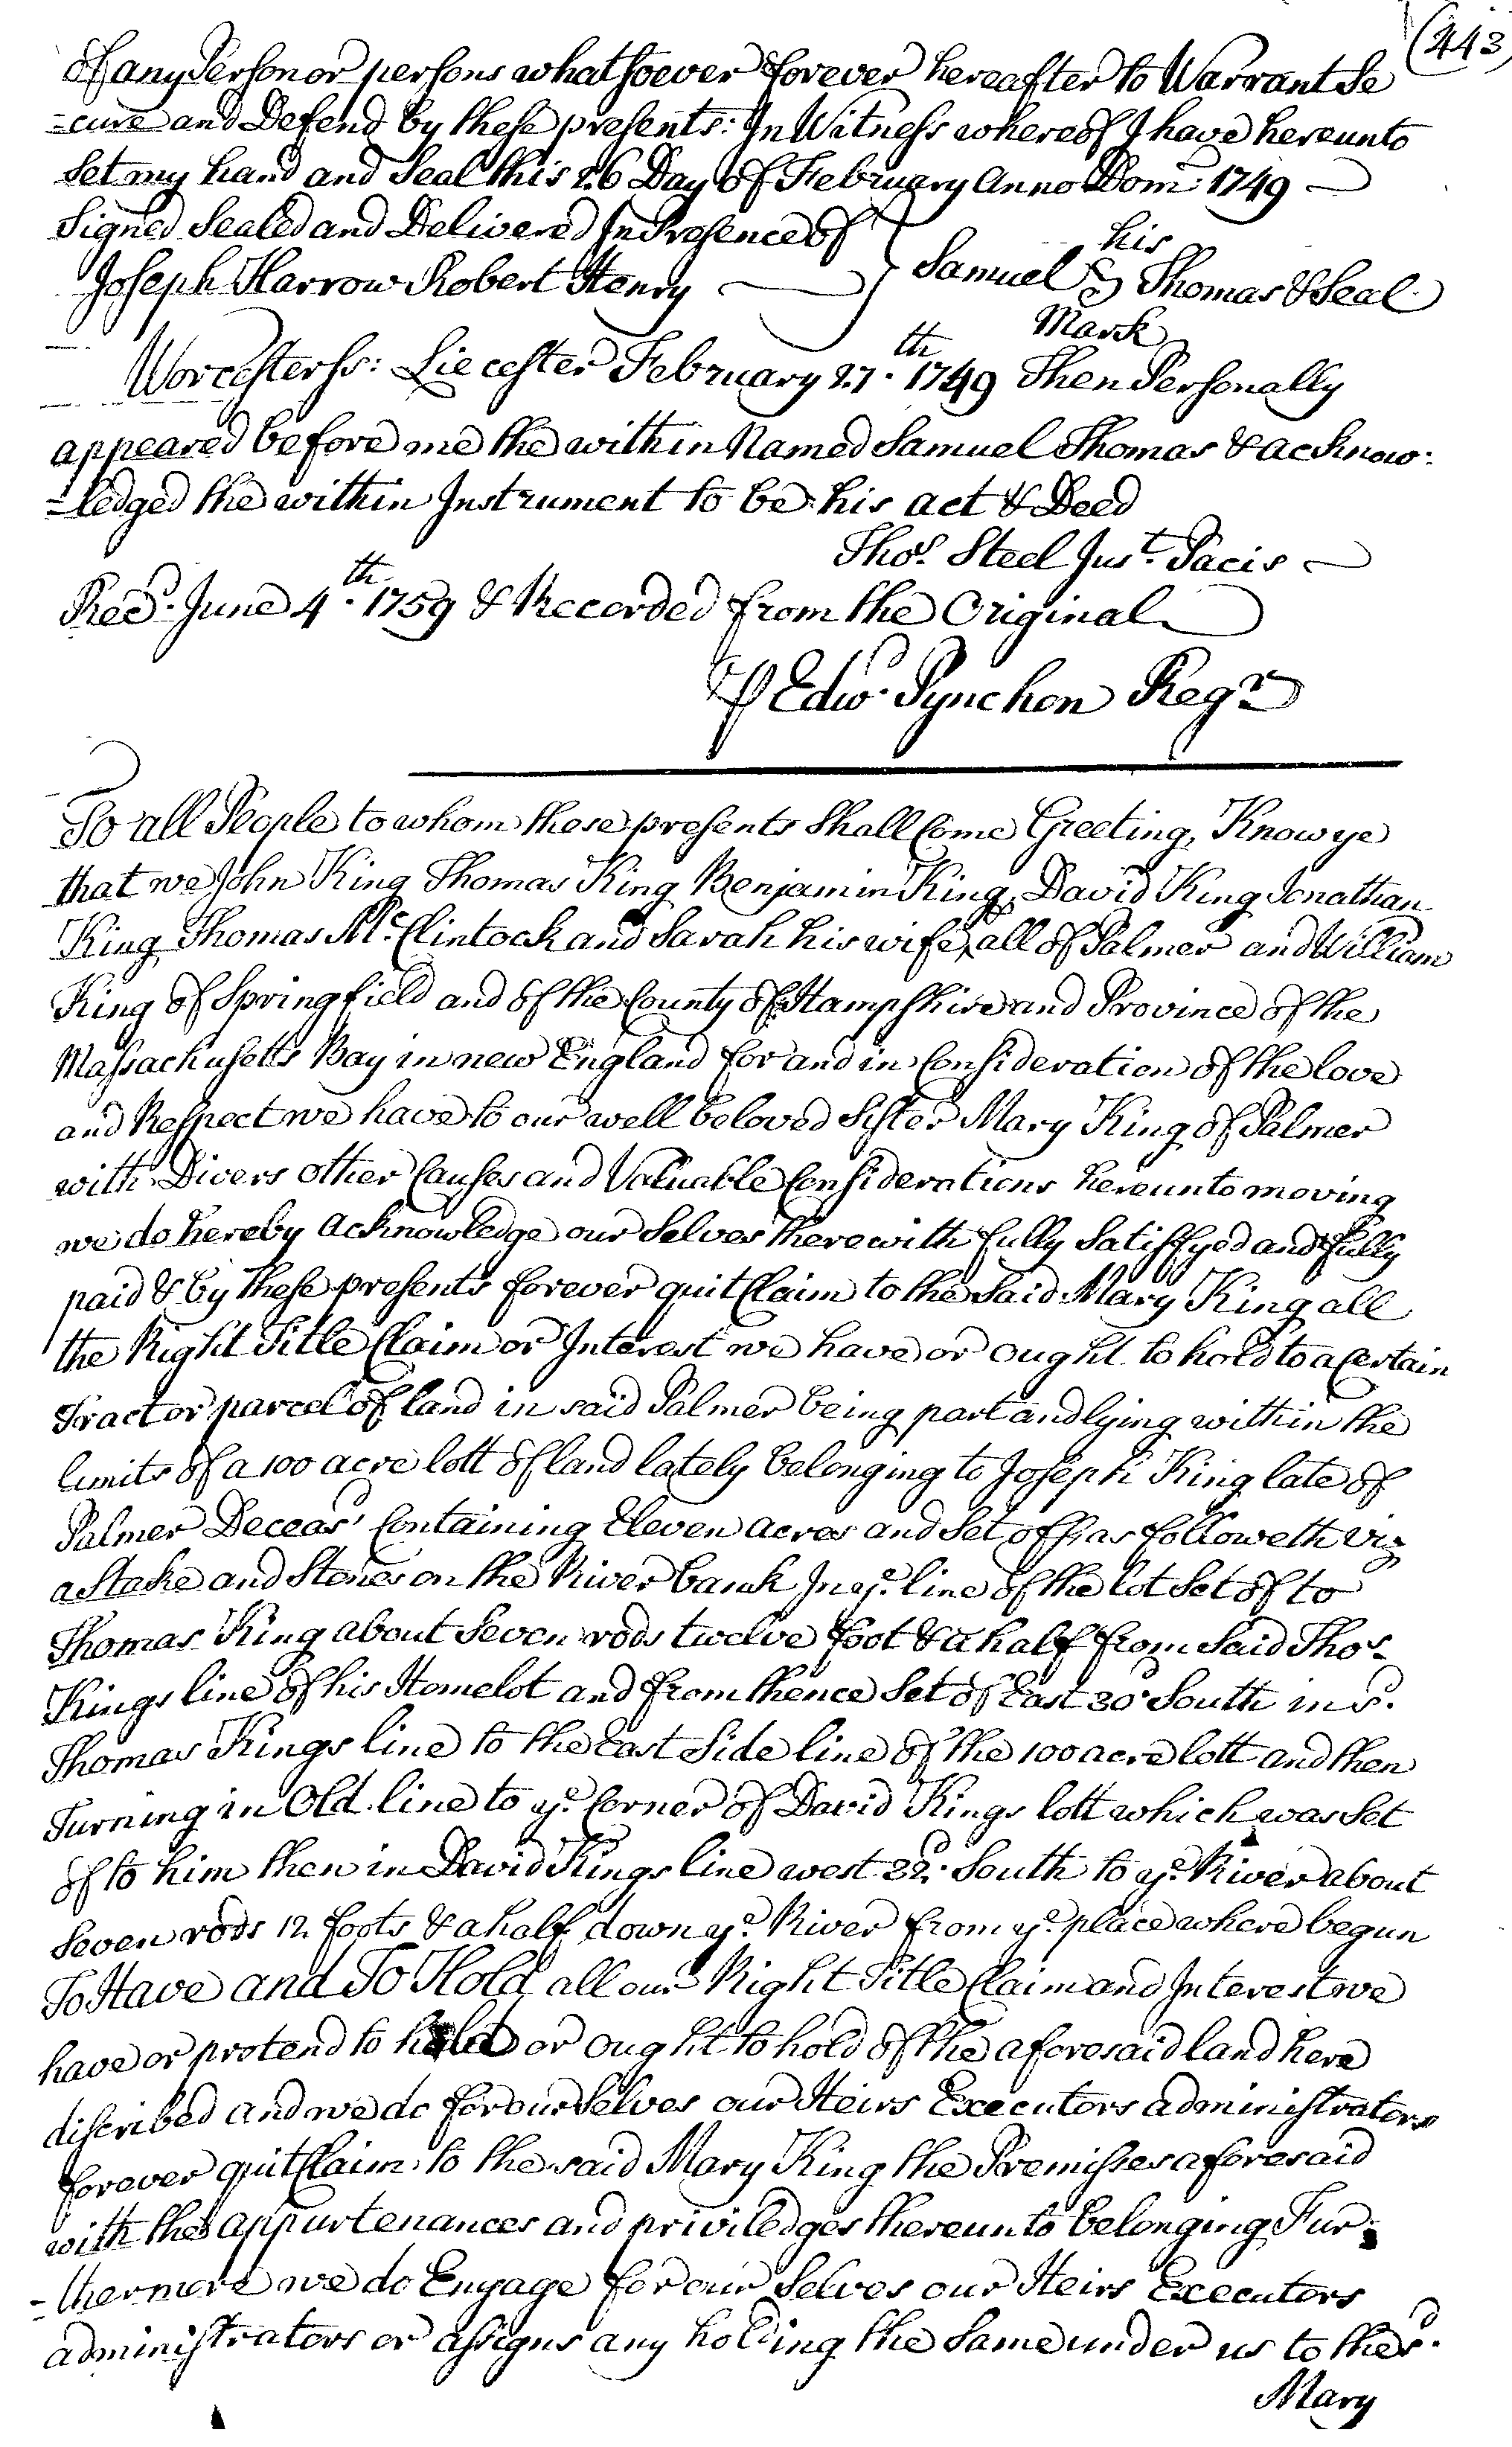 (443
of any Person or persons whatsoever forever hereafter to Warrant Se
-cure and Defend by these presents: In Witness whereof I have hereunto
Set my hand and Seal this 26 Day of February Anno Dom: 1749
Signed Sealed and Delivered In Presence of
Joseph Harrow Robert Henry
his
Samuel S Thomas & Seal
Mark
Worcester ss: Liecester February 27th. 1749 Then Personally
appeared before me the within Named Samuel Thomas & acknow:
-ledged the within Instrument to be his act & Deed
Thos. Steel Just. Pacis
Recd. June 4th. 1759 & Recorded from the Original
P Edwd. Pynchon Regr
To all People to whom these presents Shall Come Greeting, Know ye
that we John King Thomas King Benjamin King, David King Jonathan
King Thomas McClintock and Sarah his wife, all of Palmer and William
King of Springfield and of the County of Hampshire and Province of the
Massachusetts Bay in new England for and in Consideration of the love
and Respect we have to our well beloved Sister Mary King of Palmer
with Divers other Causes and Valuable Considerations hereunto moving
we do hereby acknowledge our Selves therewith fully Satisfyed and fully
paid & by these presents forever quitClaim to the Said Mary King all
the Right Title Claim or Interest we have or ought to hold to a Certain
Tract or parcel of land in said Palmer being part and lying within the
limits of a 100 acre lott of land lately belonging to Joseph King late of
Palmer Deceasd Containing Eleven acres and Set off as followeth viz
a Stake and Stones on the River bank In ye. line of the lot Set of to
Thomas King about Seven rods twelve foot & a half from Said Thos.
Kings line of his Homelot and from thence Set of East 30d South in sd.
Thomas Kings line to the East Side line of the 100 acre lott and then
Turning in Old line to ye. Corner of David Kings lott which was Set
of to him then in David Kings line west 32d. South to ye. River about
Seven rods 12 foots & a half down ye. River from ye. place where begun
To Have and To Hold all our Right Title Claim and Interest we
have or protend to hold or ought to hold of the aforesaid land here
discribed and we do for our Selves our Heirs Executors administrators
forever quitClaim to the said Mary King the Premisses aforesaid
with the appurtenances and priviledges thereunto belonging Fur-
-thermore we do Engage for our Selves our Heirs Executors
administrators or assigns any holding the Same under us to the sd.
Mary